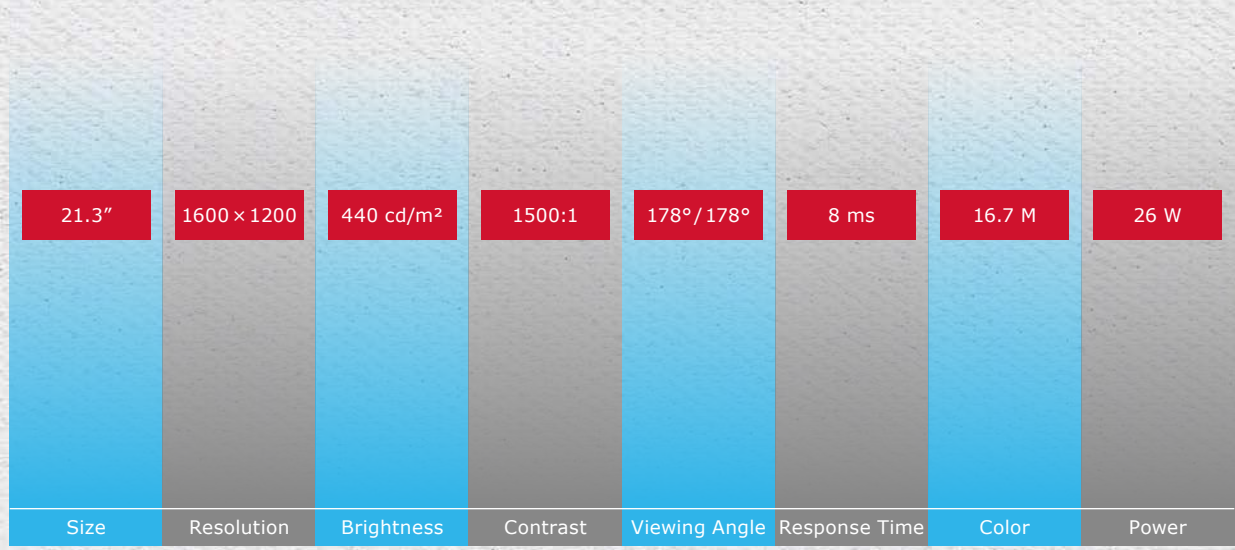 21.3″ 1600×1200 440 cd/m² 1500:1 178°/178° 8 ms 16.7 M 26 W
Size Resolution Brightness Contrast Viewing Angle Response Time Color Power